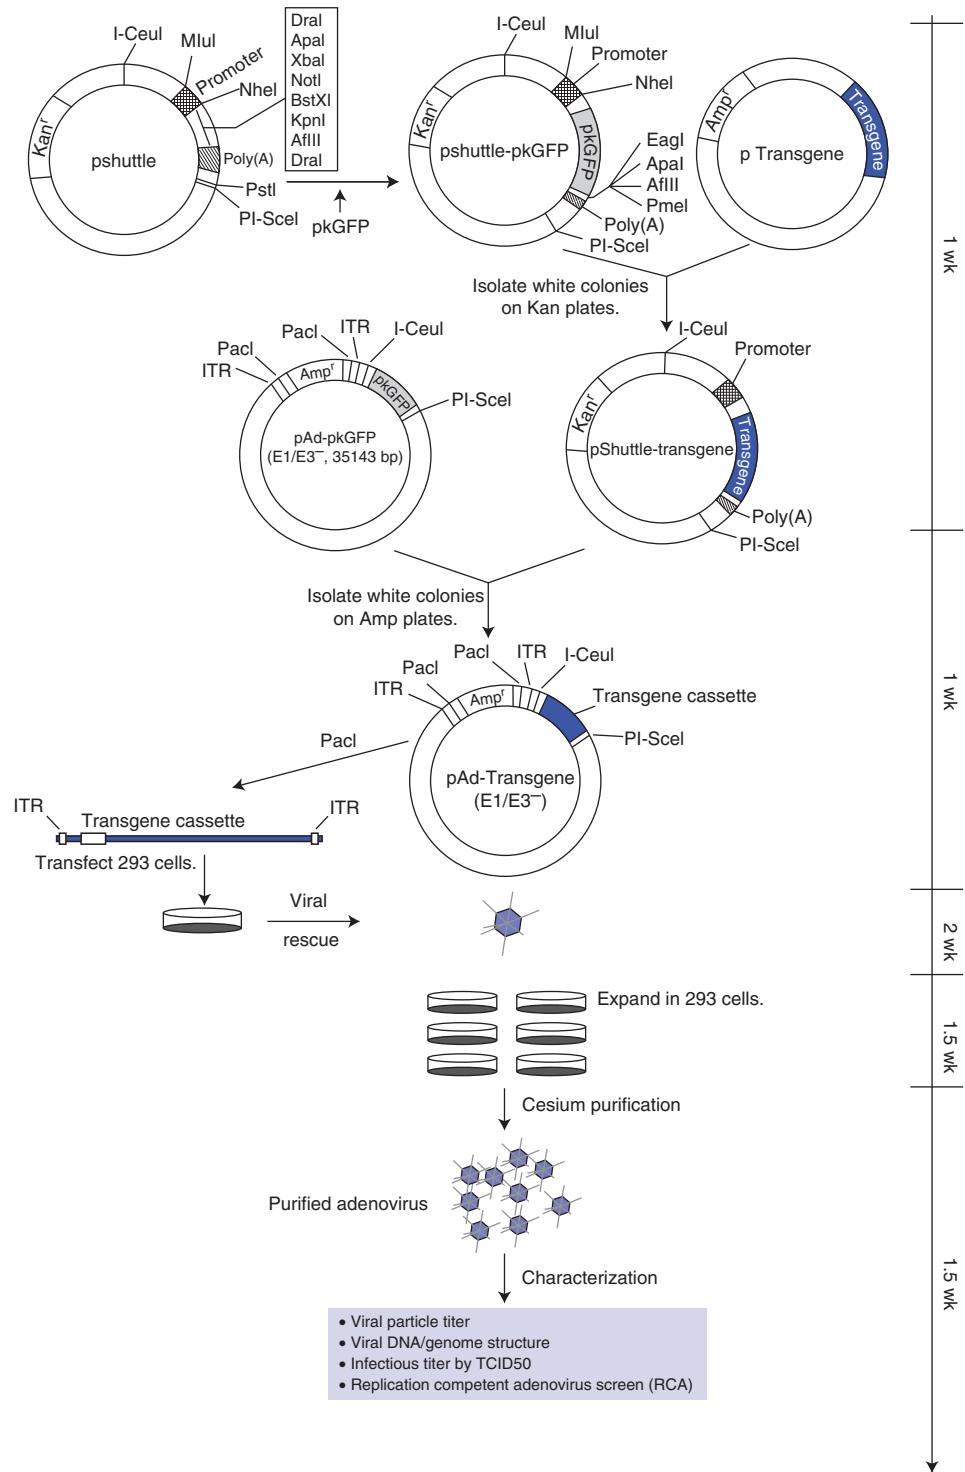 I-CeuI
MluI
Promoter
NheI
DraI
ApaI
XbaI
NotI
BstXI
KpnI
AflII
DraI
Kanr
pshuttle
Poly(A)
PstI
PI-SceI
pkGFP
I-CeuI
MluI
Promoter
NheI
Kanr
pshuttle-pkGFP
pkGFP
EagI
ApaI
AflII
PmeI
Poly(A)
PI-SceI
Ampr
p Transgene
Transgene
1 wk
Isolate white colonies
on Kan plates.
PacI
ITR
PacI
ITR
I-CeuI
Ampr
pkGFP
PI-SceI
pAd-pkGFP
(E1/E3–, 35143 bp)
I-CeuI
Promoter
Kanr
pShuttle-transgene
Transgene
Poly(A)
PI-SceI
Isolate white colonies
on Amp plates.
1 wk
PacI
ITR
PacI
ITR
I-CeuI
Ampr
Transgene cassette
PI-SceI
pAd-Transgene
(E1/E3–)
PacI
ITR
Transgene cassette
ITR
Transfect 293 cells.
Viral
rescue
2 wk
Expand in 293 cells.
1.5 wk
Cesium purification
Purified adenovirus
Characterization
1.5 wk
• Viral particle titer
• Viral DNA/genome structure
• Infectious titer by TCID50
• Replication competent adenovirus screen (RCA)